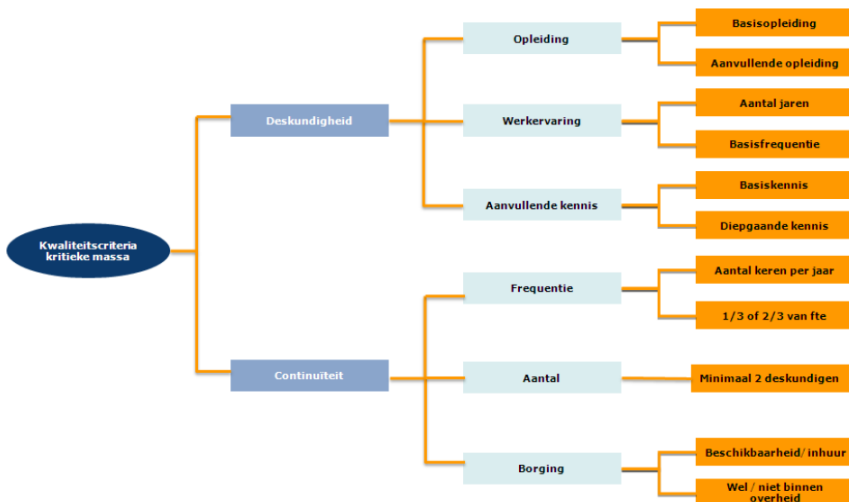 Kwaliteitscriteria
kritieke massa
Deskundigheid
Opleiding
Basisopleiding
Aanvullende opleiding
Werkervaring
Aantal jaren
Basisfrequentie
Aanvullende kennis
Basiskennis
Diepgaande kennis
Continuïteit
Frequentie
Aantal keren per jaar
1/3 of 2/3 van fte
Aantal
Minimaal 2 deskundigen
Borging
Beschikbaarheid/ inhuur
Wel / niet binnen
overheid